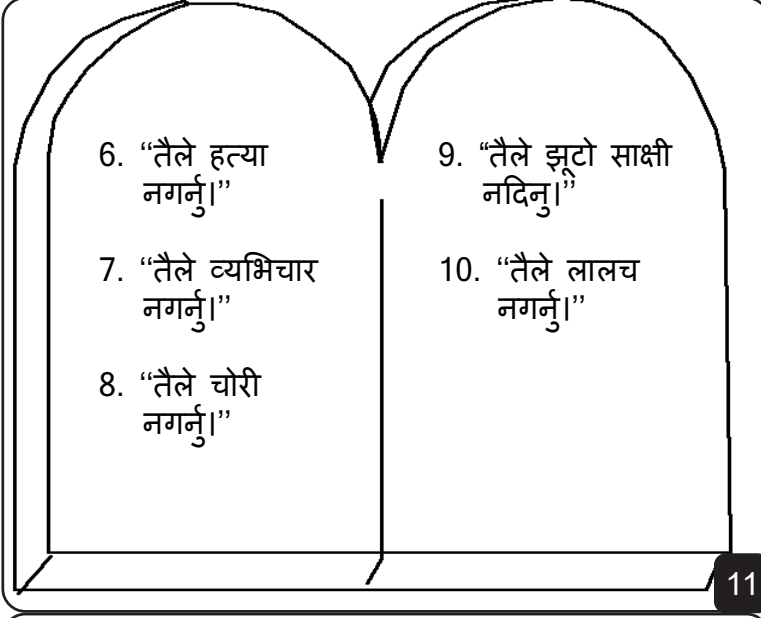 6. ‘‘तैले हत्या
नगर्नु।’’
7. ‘‘तैले व्यभिचार
नगर्नु।’’
8. ‘‘तैले चोरी
नगर्नु।’’
9. “तैले झूटो साक्षी
नदिनु।’’
10. ‘‘तैले लालच
नगर्नु।’’
11